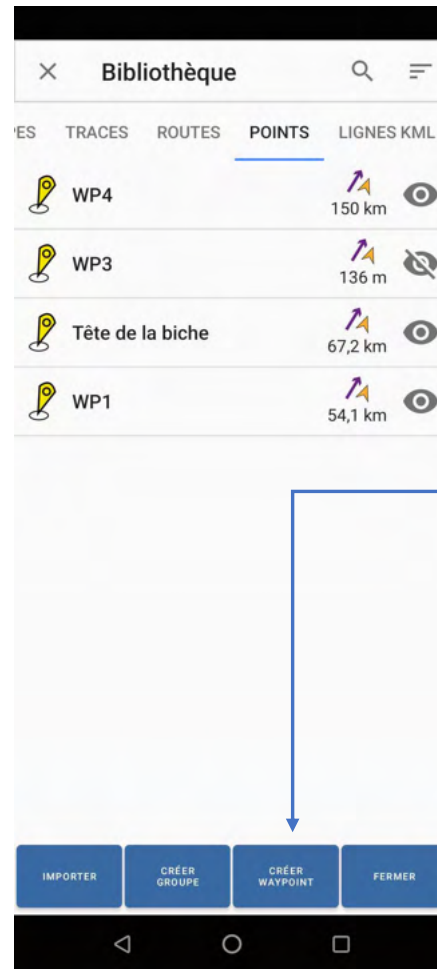 Bibliothèque
ES TRACES ROUTES POINTS LIGNES KML
WP4 150 km
WP3 136 m
Tête de la biche 67,2 km
WP1 54,1 km
IMPORTER CRÉER GROUPE CRÉER WAYPOINT FERMER